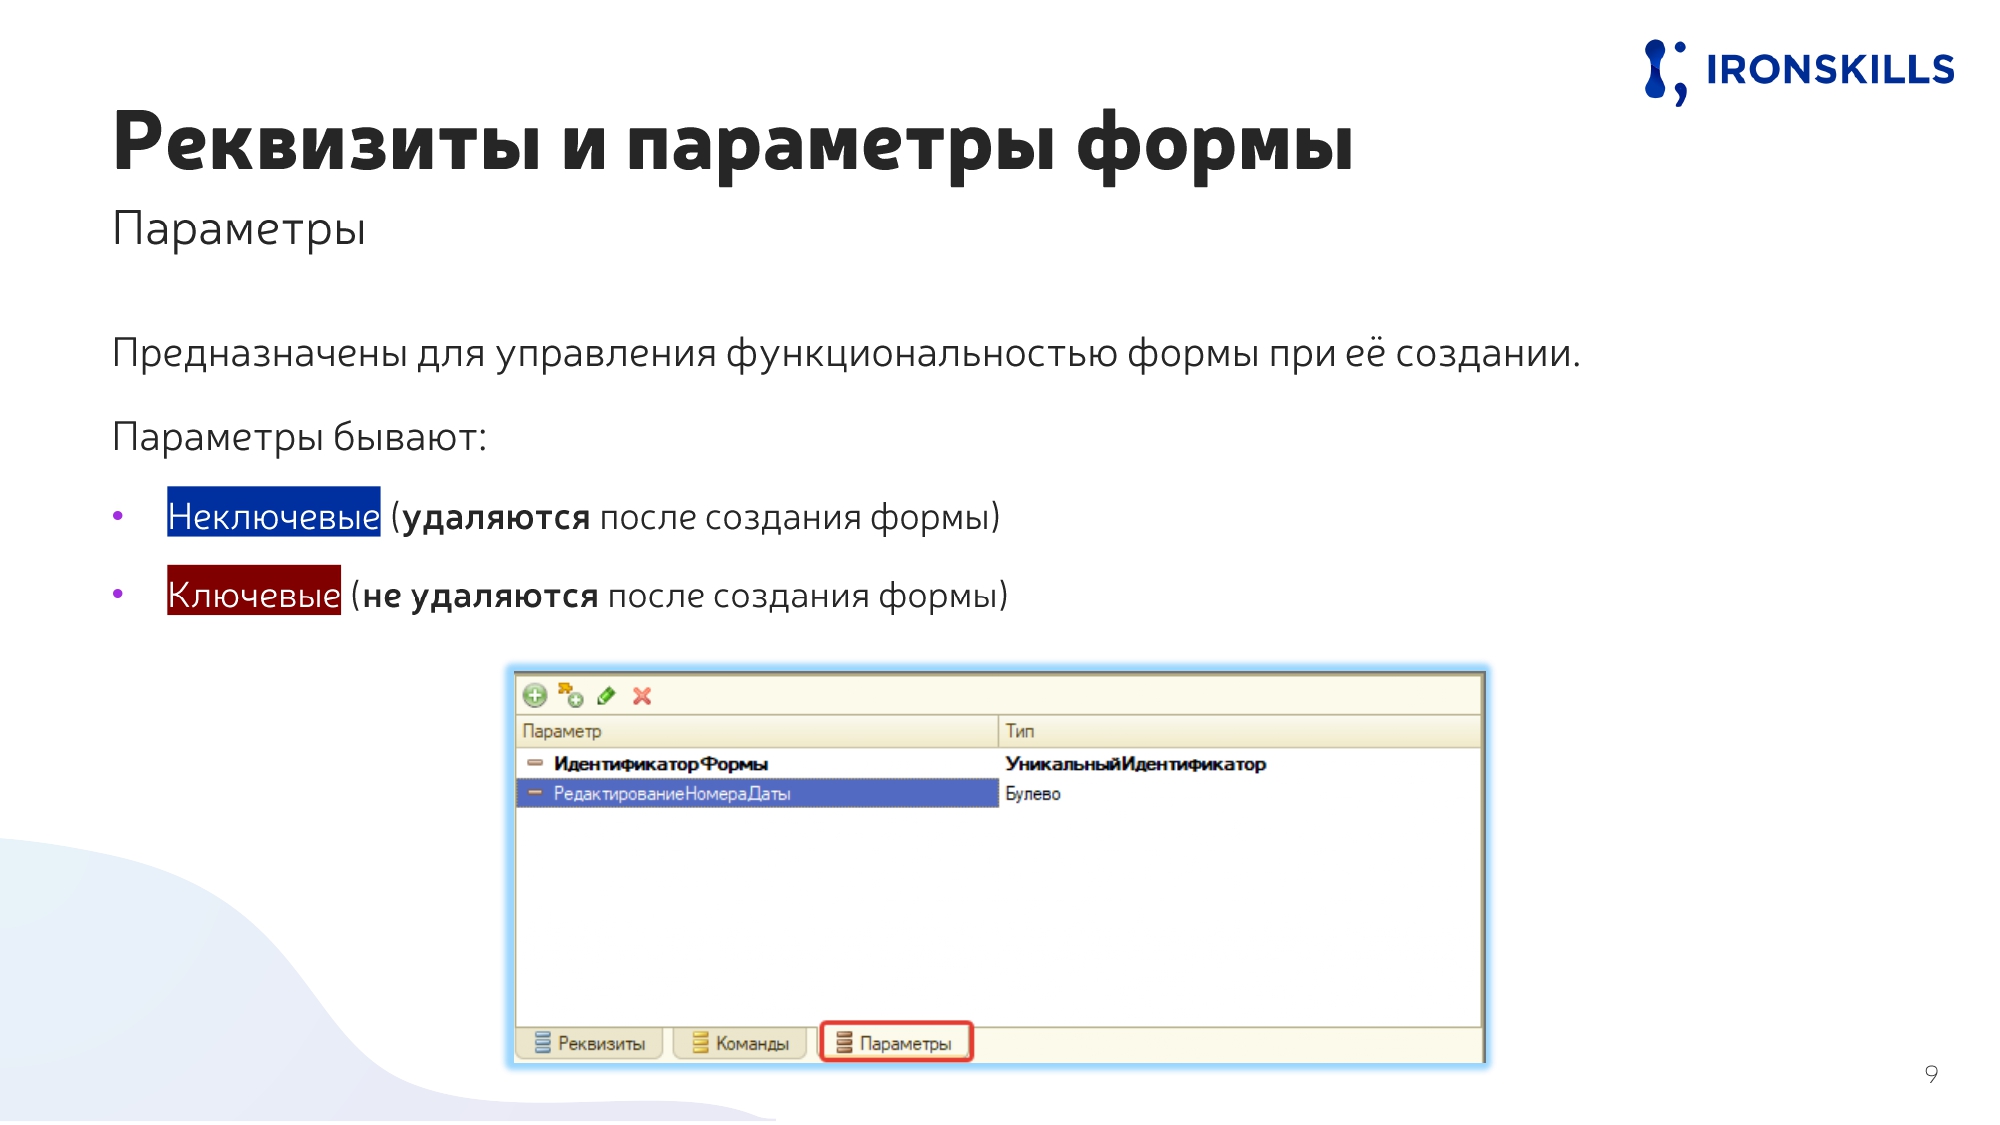 IRONSKILLS
Реквизиты и параметры формы
Параметры
Предназначены для управления функциональностью формы при её создании.
Параметры бывают:
• Неключевые (удаляются после создания формы)
• Ключевые (не удаляются после создания формы)
Параметр Тип
ИдентификаторФормы УникальныйИдентификатор
РедактированиеНомераДаты Булево
Реквизиты Команды Параметры
9